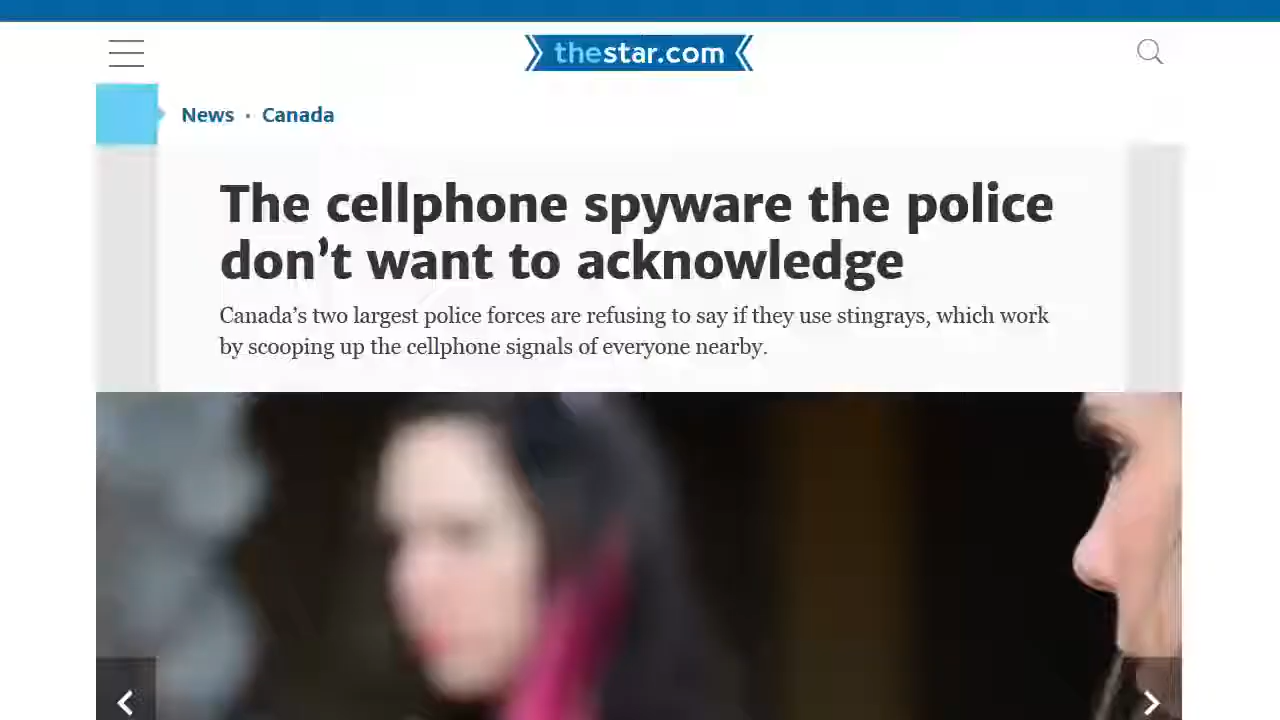 thestar.com
News • Canada
The cellphone spyware the police
don’t want to acknowledge
Canada’s two largest police forces are refusing to say if they use stingrays, which work
by scooping up the cellphone signals of everyone nearby.